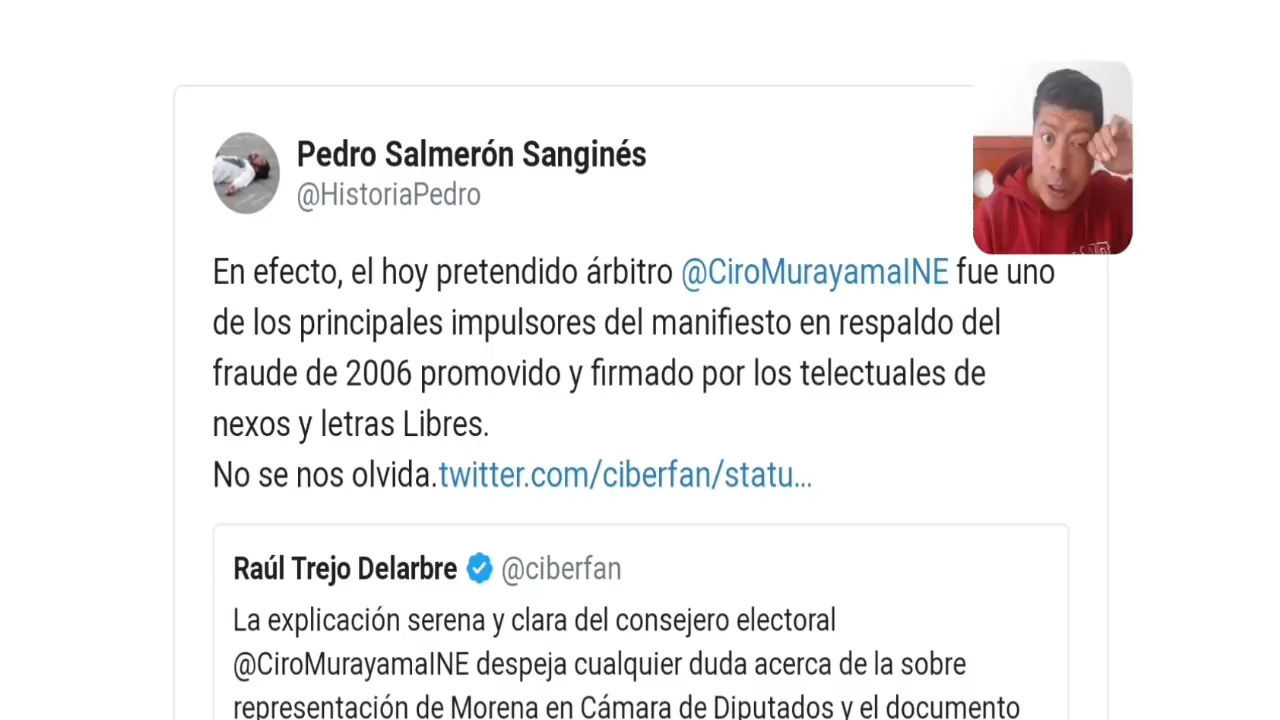 Pedro Salmerón Sanginés
@HistoriaPedro
En efecto, el hoy pretendido árbitro @CiroMurayamaINE fue uno
de los principales impulsores del manifiesto en respaldo del
fraude de 2006 promovido y firmado por los telectuales de
nexos y letras Libres.
No se nos olvida.twitter.com/ciberfan/statu...
Raúl Trejo Delarbre @ciberfan
La explicación serena y clara del consejero electoral
@CiroMurayamaINE despeja cualquier duda acerca de la sobre
representación de Morena en Cámara de Diputados y el documento